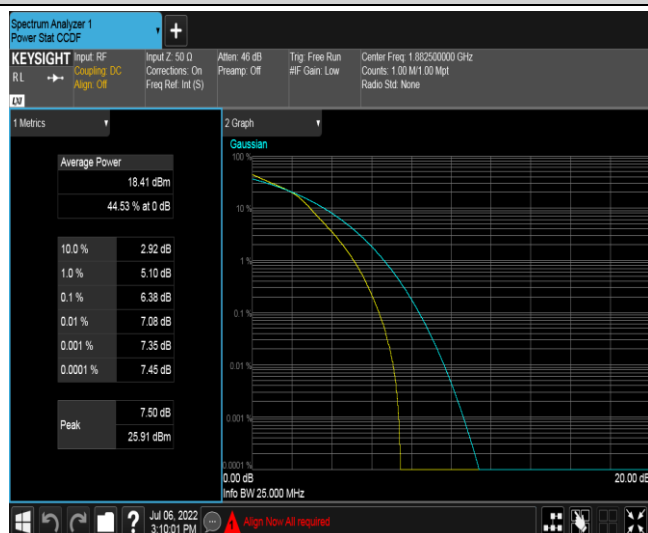 Spectrum Analyzer 1
Power Stat CCDF
+
KEYSIGHT Input: RF Input Z: 50 Ω Atten: 46 dB Trig: Free Run Center Freq: 1.882500000 GHz
RL Coupling: DC Corrections: On Preamp: Off #IF Gain: Low Counts: 1.00 M/1.00 Mpt
Align: Off Freq Ref: Int (S) Radio Std: None
LXI
1 Metrics
Average Power
18.41 dBm
44.53 % at 0 dB
10.0 % 2.92 dB
1.0 % 5.10 dB
0.1 % 6.38 dB
0.01 % 7.08 dB
0.001 % 7.35 dB
0.0001 % 7.45 dB
Peak 7.50 dB
25.91 dBm
2 Graph
Gaussian
100 %
10 %
1 %
0.1 %
0.01 %
0.001 %
0.0001 %
0.00 dB 20.00 dB
Info BW 25.000 MHz
? Jul 06, 2022
3:10:01 PM
Align Now All required